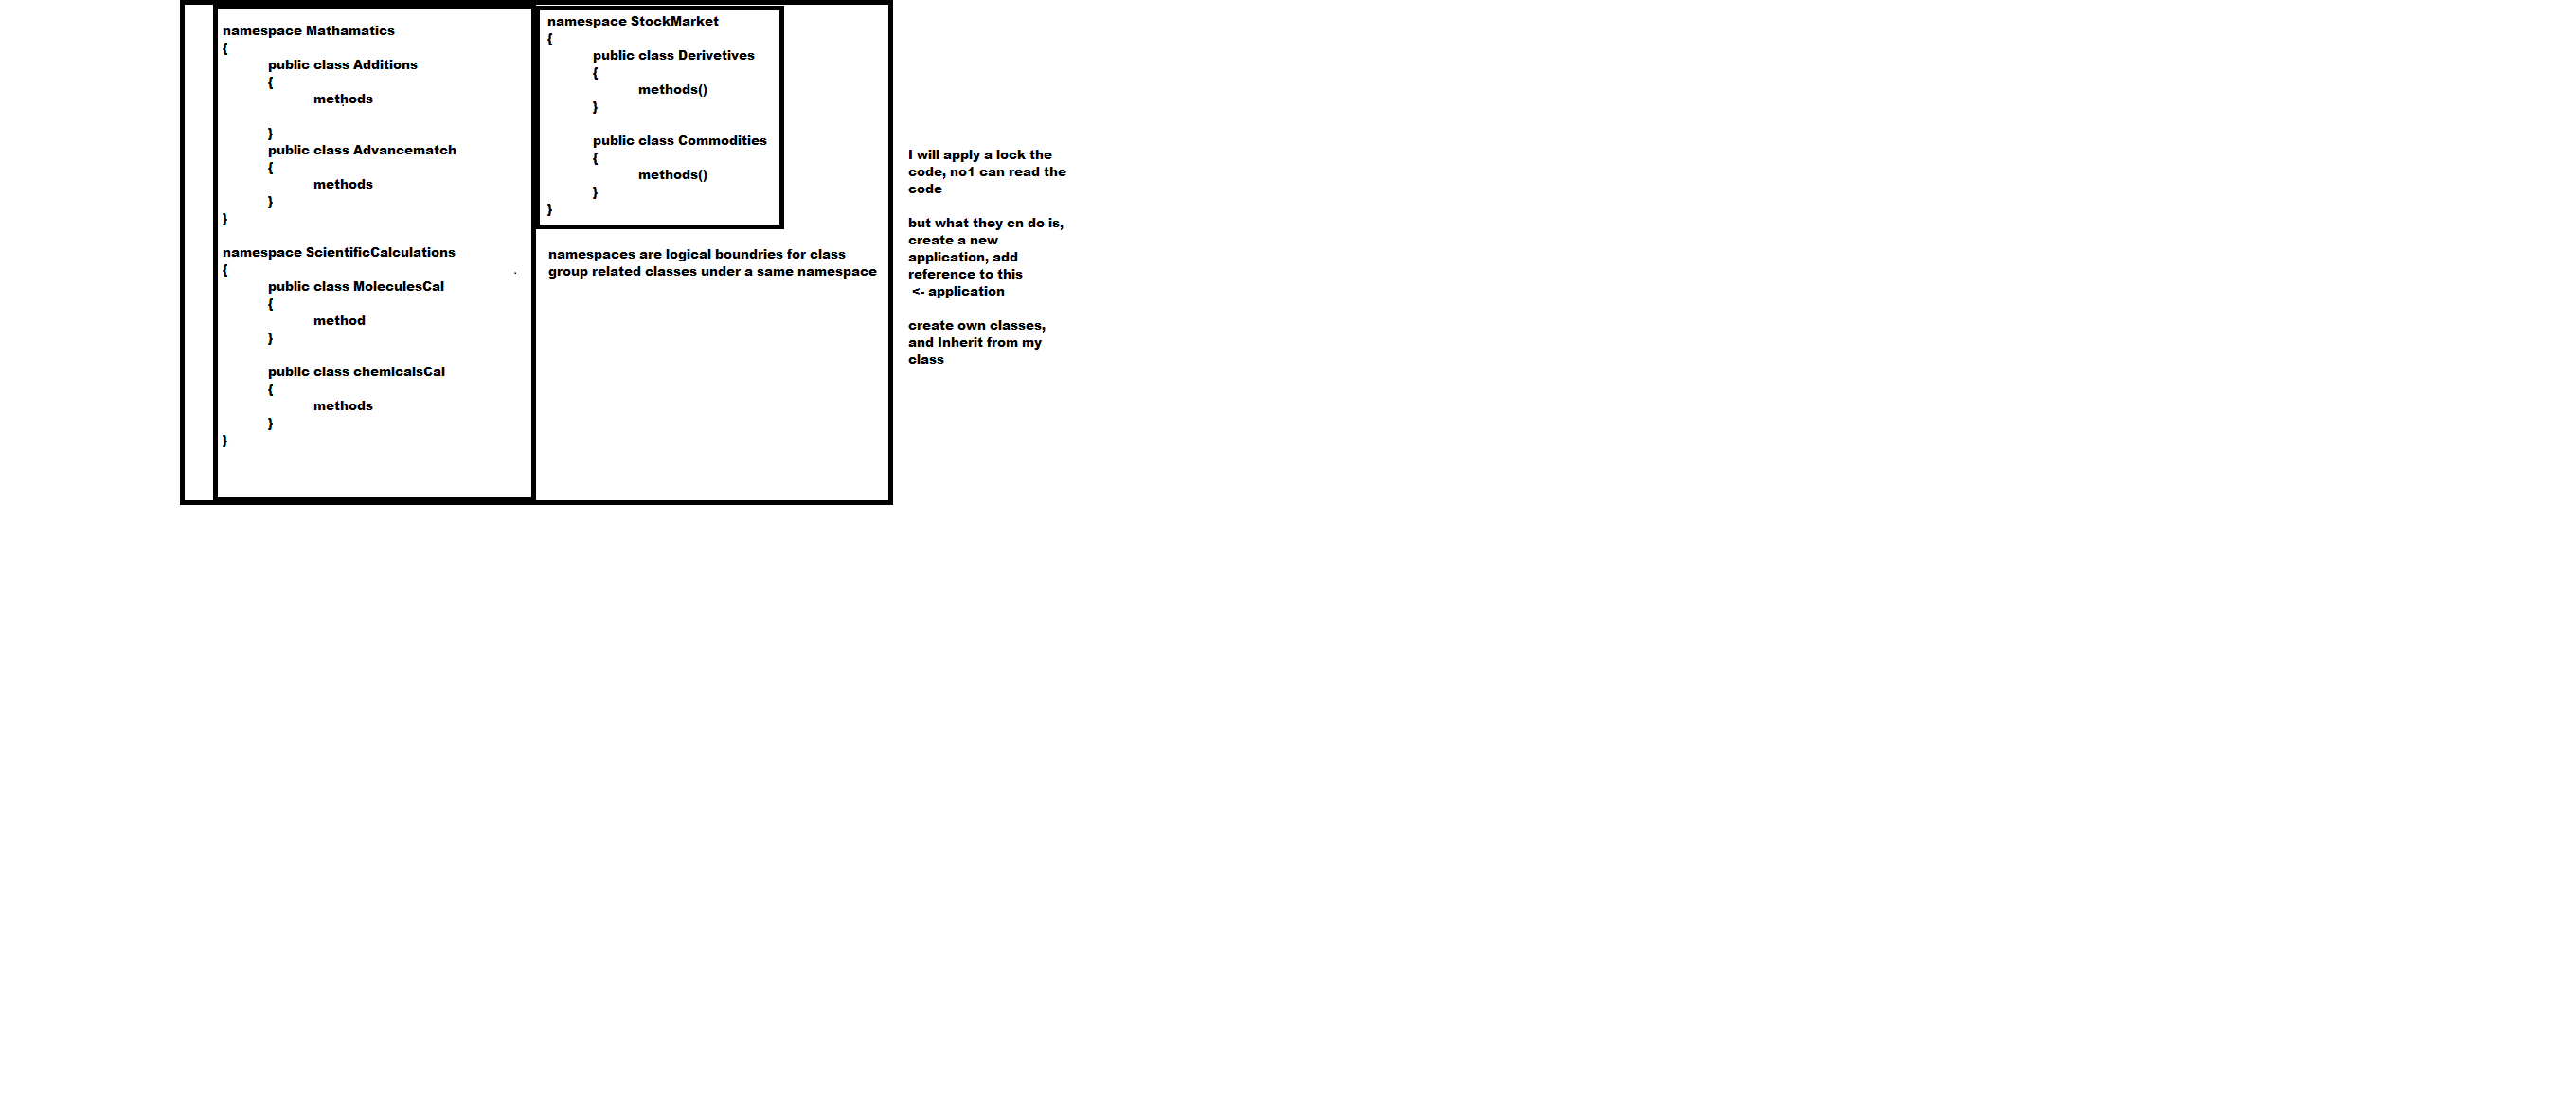 namespace Mathamatics
{
public class Additions
{
methods
}
public class Advancematch
{
methods
}
}
namespace ScientificCalculations
{
public class MoleculesCal
{
method
}
public class chemicalsCal
{
methods
}
}
namespace StockMarket
{
public class Derivetives
{
methods()
}
public class Commodities
{
methods()
}
}
namespaces are logical boundries for class
group related classes under a same namespace
I will apply a lock the
code, no1 can read the
code
but what they cn do is,
create a new
application, add
reference to this
<- application
create own classes,
and Inherit from my
class